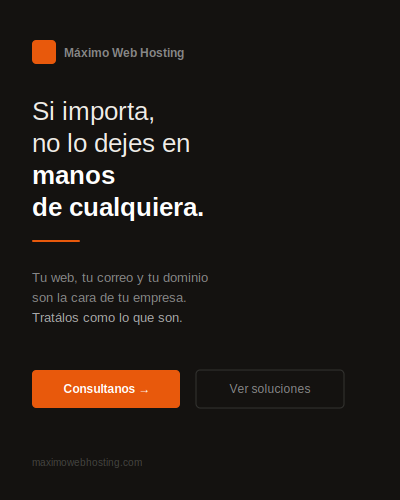 Máximo Web Hosting
Si importa,
no lo dejes en
manos
de cualquiera.
Tu web, tu correo y tu dominio
son la cara de tu empresa.
Tratálos como lo que son.
Consultanos →
Ver soluciones
maximowebhosting.com